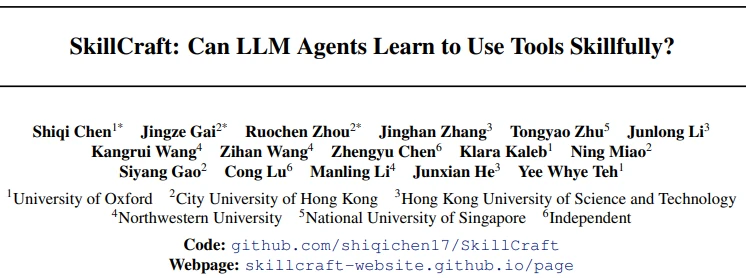 SkillCraft: Can LLM Agents Learn to Use Tools Skillfully?
Shiqi Chen1* Jingze Gai2* Ruochen Zhou2* Jinghan Zhang3 Tongyao Zhu5 Junlong Li3
Kangrui Wang4 Zihan Wang4 Zhengyu Chen6 Klara Kaleb1 Ning Miao2
Siyang Gao2 Cong Lu6 Manling Li4 Junxian He3 Yee Whye Teh1
1University of Oxford 2City University of Hong Kong 3Hong Kong University of Science and Technology
4Northwestern University 5National University of Singapore 6Independent
Code: github.com/shiqichen17/SkillCraft
Webpage: skillcraft-website.github.io/page